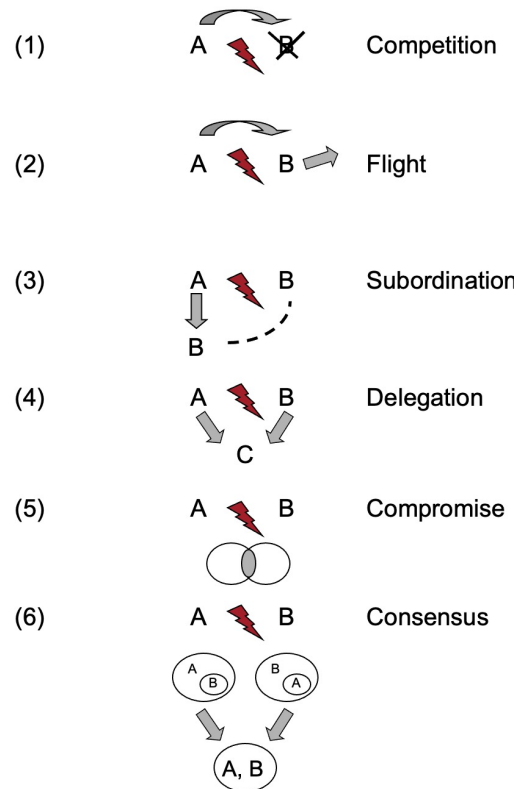 (1) A B Competition
(2) A B Flight
(3) A B Subordination
B
(4) A B Delegation
C
(5) A B Compromise
(6) A B Consensus
A B B A
A, B